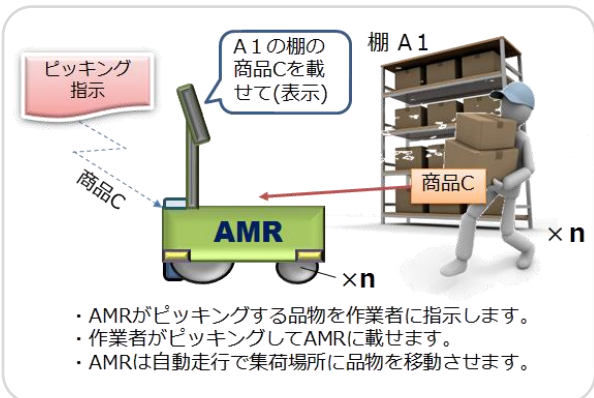 ピッキング
指示
A1の棚の
商品Cを載
せて(表示)
棚 A1
商品C
商品C
AMR
×n
×n
・AMRがピッキングする品物を作業者に指示します。
・作業者がピッキングしてAMRに載せます。
・AMRは自動走行で集荷場所に品物を移動させます。